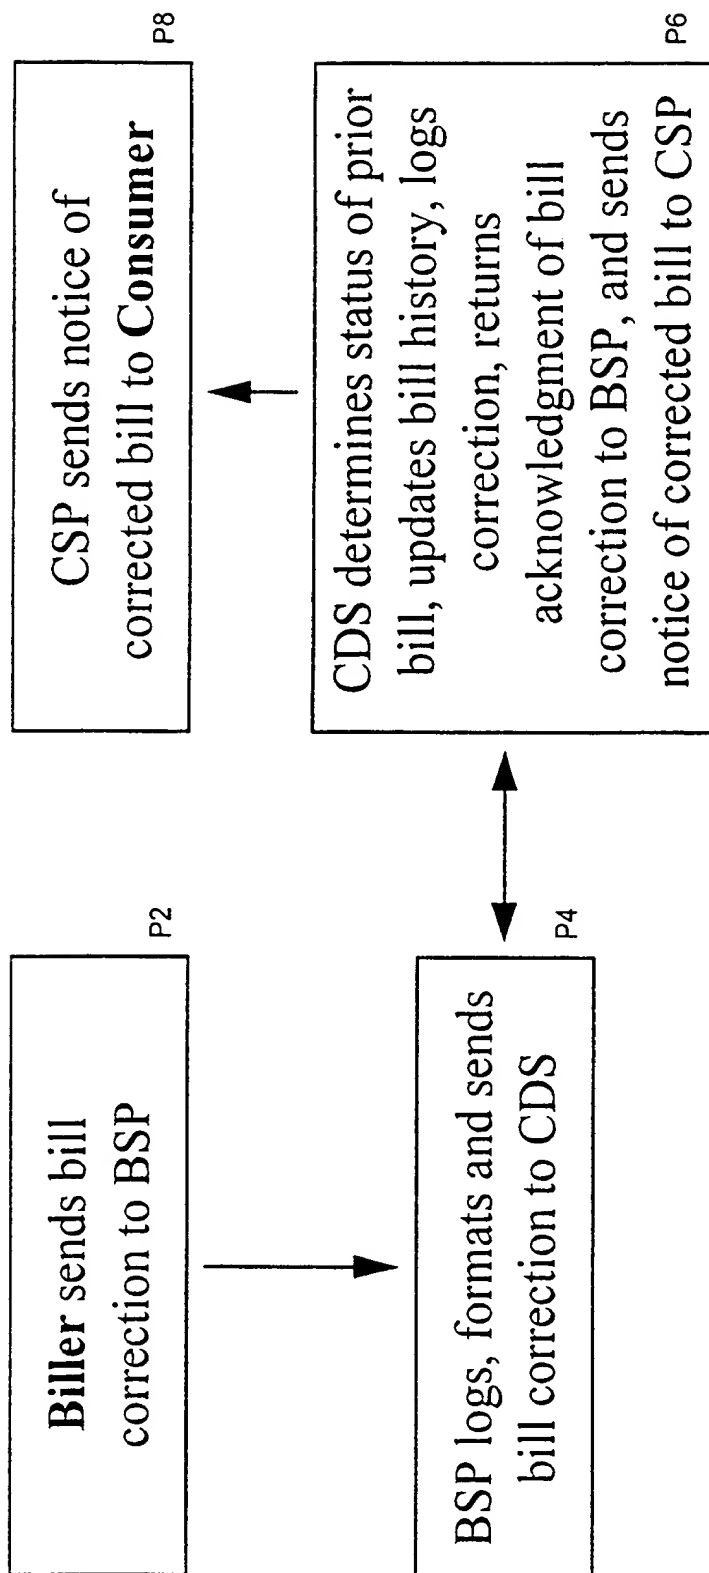 Biller sends bill
correction to BSP
P2
BSP logs, formats and sends
bill correction to CDS
P4
CDS determines status of prior
bill, updates bill history, logs
correction, returns
acknowledgment of bill
correction to BSP, and sends
notice of corrected bill to CSP
P6
CSP sends notice of
corrected bill to Consumer
P8